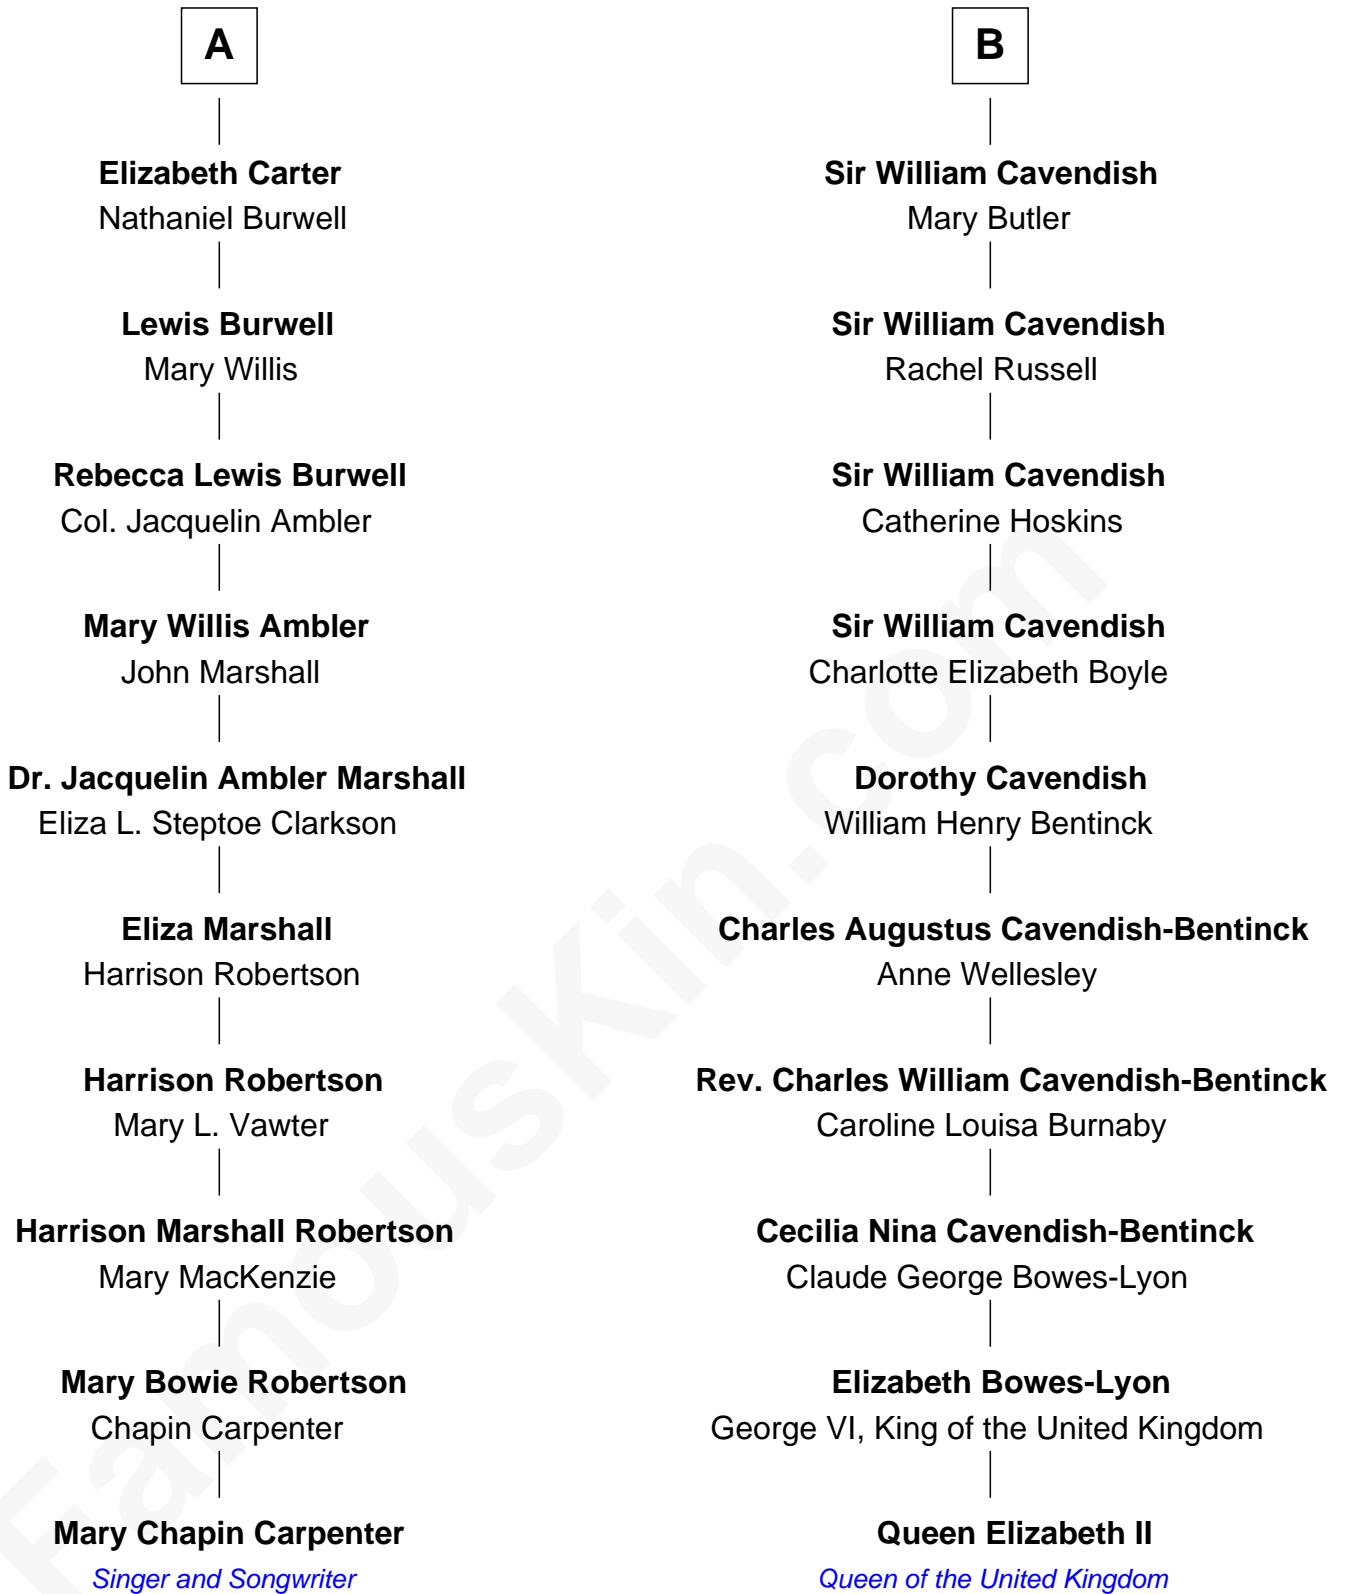 A
Elizabeth Carter
Nathaniel Burwell
Lewis Burwell
Mary Willis
Rebecca Lewis Burwell
Col. Jacquelin Ambler
Mary Willis Ambler
John Marshall
Dr. Jacquelin Ambler Marshall
Eliza L. Steptoe Clarkson
Eliza Marshall
Harrison Robertson
Harrison Robertson
Mary L. Vawter
Harrison Marshall Robertson
Mary MacKenzie
Mary Bowie Robertson
Chapin Carpenter
Mary Chapin Carpenter
Singer and Songwriter
B
Sir William Cavendish
Mary Butler
Sir William Cavendish
Rachel Russell
Sir William Cavendish
Catherine Hoskins
Sir William Cavendish
Charlotte Elizabeth Boyle
Dorothy Cavendish
William Henry Bentinck
Charles Augustus Cavendish-Bentinck
Anne Wellesley
Rev. Charles William Cavendish-Bentinck
Caroline Louisa Burnaby
Cecilia Nina Cavendish-Bentinck
Claude George Bowes-Lyon
Elizabeth Bowes-Lyon
George VI, King of the United Kingdom
Queen Elizabeth II
Queen of the United Kingdom
FamousKin.com